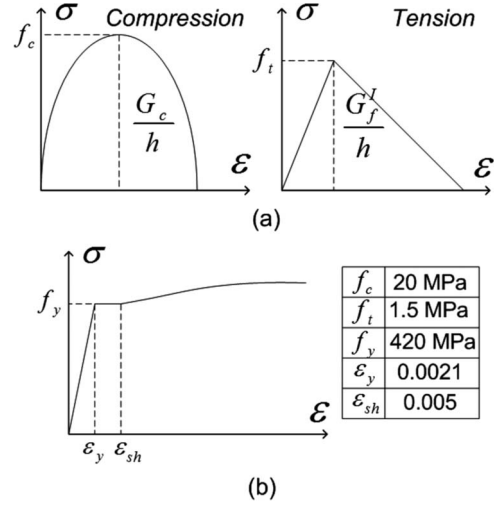 σ Compression
f_c
G_c
h
ε
σ Tension
f_t
G_f^I
h
ε
(a)
σ
f_y
ε
ε_y ε_sh
f_c 20 MPa
f_t 1.5 MPa
f_y 420 MPa
ε_y 0.0021
ε_sh 0.005
(b)